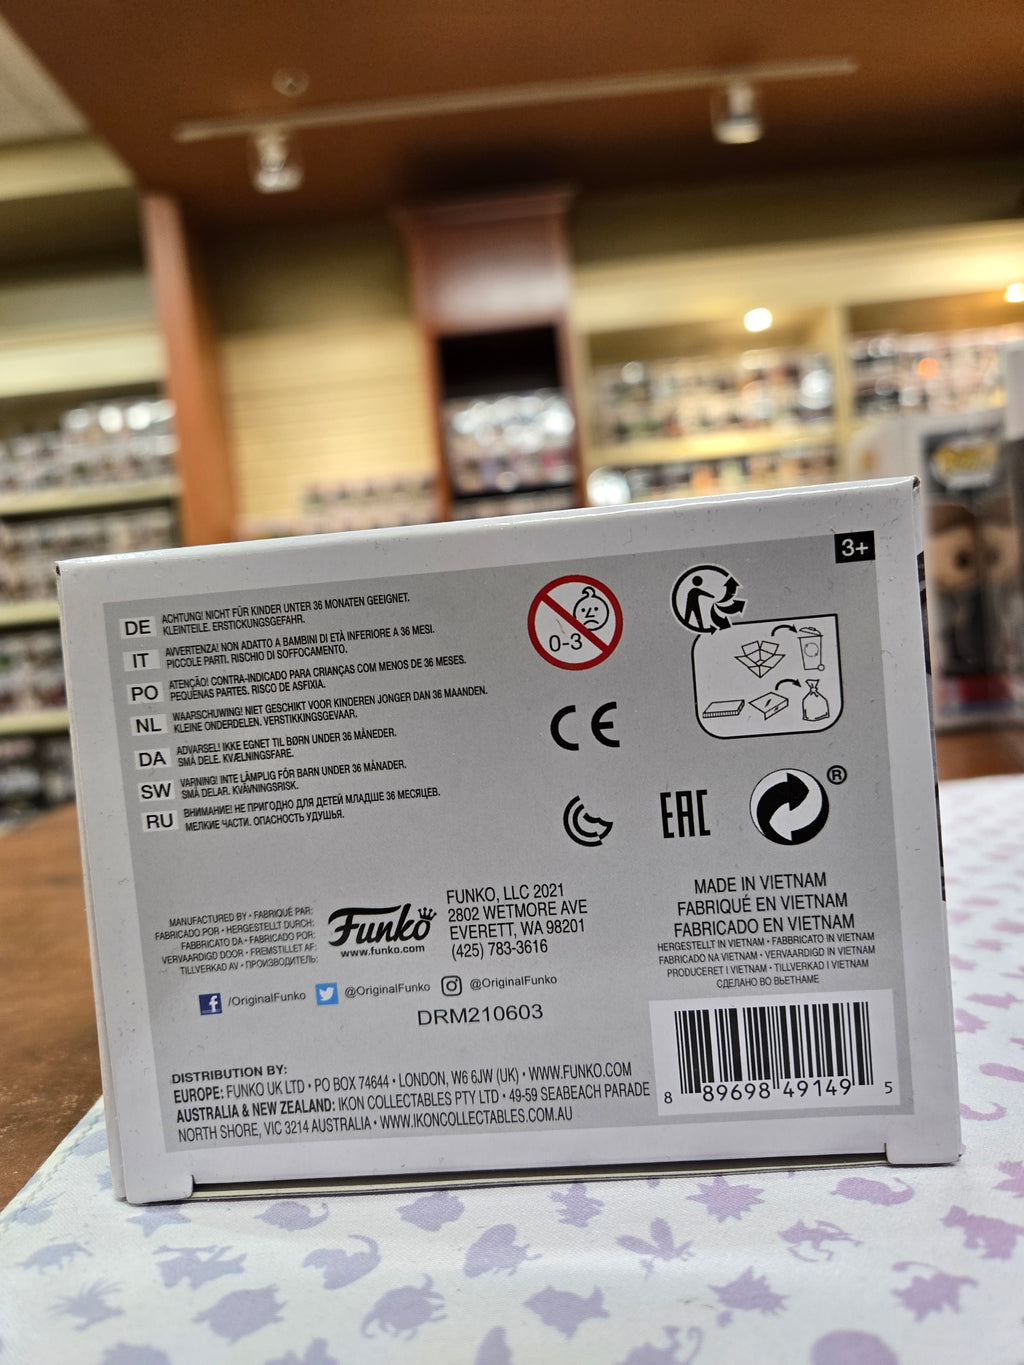 3+
DE
ACHTUNG! NICHT FÜR KINDER UNTER 36 MONATEN GEEIGNET.
KLEINTEILE. ERSTICKUNGSGEFAHR.
IT
AVVERTENZA! NON ADATTO A BAMBINI DI ETÀ INFERIORE A 36 MESI.
PICCOLE PARTI. RISCHIO DI SOFFOCAMENTO.
PO
ATENÇÃO! CONTRA-INDICADO PARA CRIANÇAS COM MENOS DE 36 MESES.
PEQUENAS PARTES. RISCO DE ASFIXIA.
NL
WAARSCHUWING! NIET GESCHIKT VOOR KINDEREN JONGER DAN 36 MAANDEN.
KLEINE ONDERDELEN. VERSTIKKINGSGEVAAR.
DA
ADVARSEL! IKKE EGNET TIL BØRN UNDER 36 MÅNEDER.
SMÅ DELE. KVÆLNINGSFARE.
SW
VARNING! INTE LÄMPLIG FÖR BARN UNDER 36 MÅNADER.
SMÅ DELAR. KVÄVNINGSRISK.
RU
ВНИМАНИЕ! НЕ ПРИГОДНО ДЛЯ ДЕТЕЙ МЛАДШЕ 36 МЕСЯЦЕВ.
МЕЛКИЕ ЧАСТИ. ОПАСНОСТЬ УДУШЬЯ.
0-3
CE
EAC
®
MANUFACTURED BY • FABRIQUÉ PAR:
FABRICADO POR • HERGESTELLT DURCH:
FABBRICATO DA • FABRICADO POR:
VERVAARDIGD DOOR • FREMSTILLET AF:
TILLVERKAD AV • ПРОИЗВОДИТЕЛЬ:
Funko
www.funko.com
FUNKO, LLC 2021
2802 WETMORE AVE
EVERETT, WA 98201
(425) 783-3616
/OriginalFunko
@OriginalFunko
@OriginalFunko
DRM210603
MADE IN VIETNAM
FABRIQUÉ EN VIETNAM
FABRICADO EN VIETNAM
HERGESTELLT IN VIETNAM • FABBRICATO IN VIETNAM
FABRICADO NA VIETNAM • VERVAARDIGD IN VIETNAM
PRODUCERET I VIETNAM • TILLVERKAD I VIETNAM
СДЕЛАНО ВО ВЬЕТНАМЕ
DISTRIBUTION BY:
EUROPE: FUNKO UK LTD • PO BOX 74644 • LONDON, W6 6JW (UK) • WWW.FUNKO.COM
AUSTRALIA & NEW ZEALAND: IKON COLLECTABLES PTY LTD • 49-59 SEABEACH PARADE
NORTH SHORE, VIC 3214 AUSTRALIA • WWW.IKONCOLLECTABLES.COM.AU
8 89698 49149 5